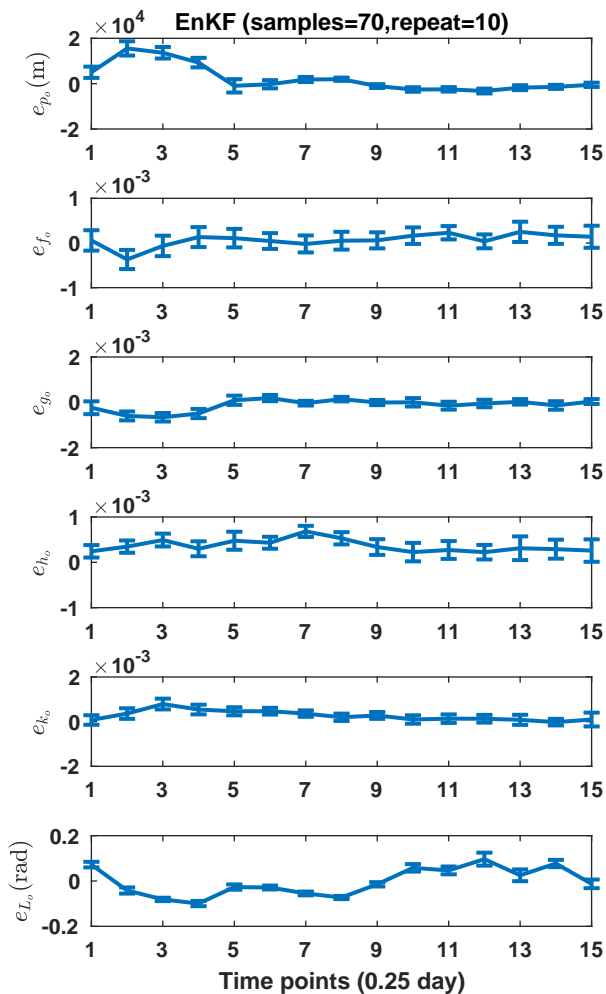 EnKF (samples=70,repeat=10)
×10⁴
2
0
-2
e_{p_o}(m)
1 3 5 7 9 11 13 15
×10⁻³
1
0
-1
e_{f_o}
1 3 5 7 9 11 13 15
×10⁻³
2
0
-2
e_{g_o}
1 3 5 7 9 11 13 15
×10⁻³
1
0
-1
e_{h_o}
1 3 5 7 9 11 13 15
×10⁻³
2
0
-2
e_{k_o}
1 3 5 7 9 11 13 15
0.2
0
-0.2
e_{L_o}(rad)
1 3 5 7 9 11 13 15
Time points (0.25 day)